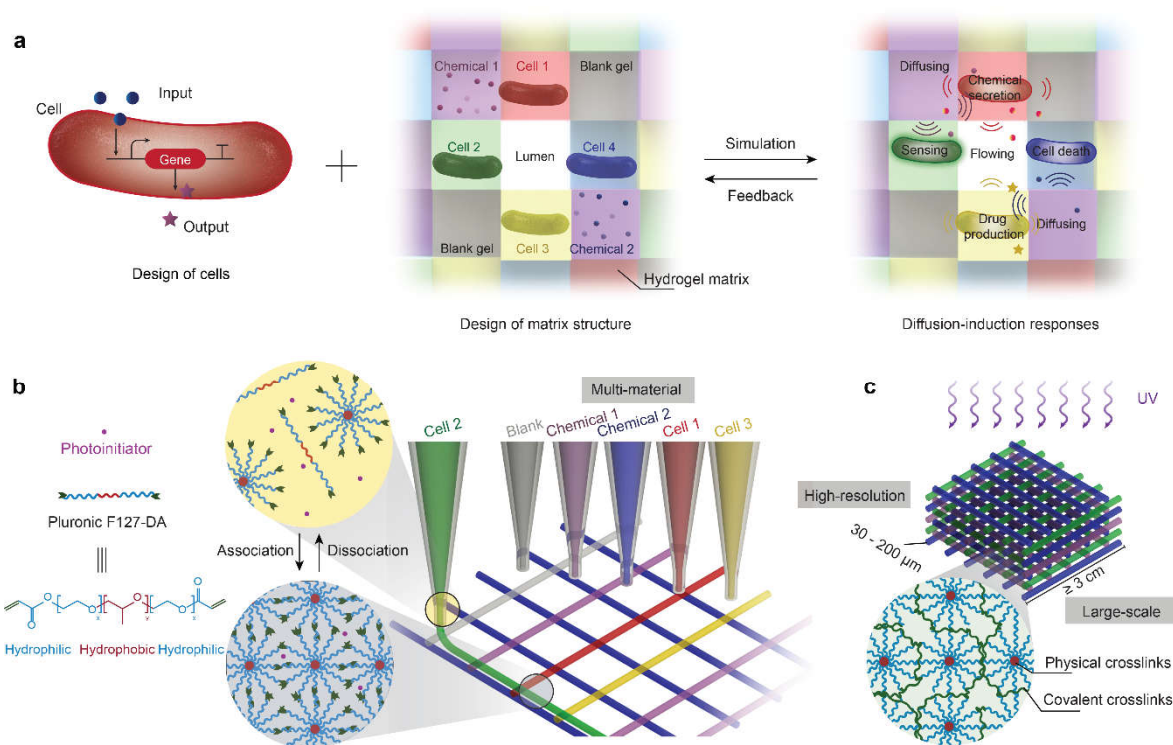 a
Cell
Input
Gene
Output
Design of cells
Chemical 1
Cell 1
Blank gel
Cell 2
Lumen
Cell 4
Blank gel
Cell 3
Chemical 2
Hydrogel matrix
Design of matrix structure
Simulation
Feedback
Diffusing
Chemical
secretion
Sensing
Flowing
Cell death
Drug
production
Diffusing
Diffusion-induction responses
b
Photoinitiator
Pluronic F127-DA
O
O
x
O
y
O
x
O
O
Hydrophilic
Hydrophobic
Hydrophilic
Association
Dissociation
Multi-material
Cell 2
Blank
Chemical 1
Chemical 2
Cell 1
Cell 3
c
UV
High-resolution
30 - 200 µm
≥ 3 cm
Large-scale
Physical crosslinks
Covalent crosslinks